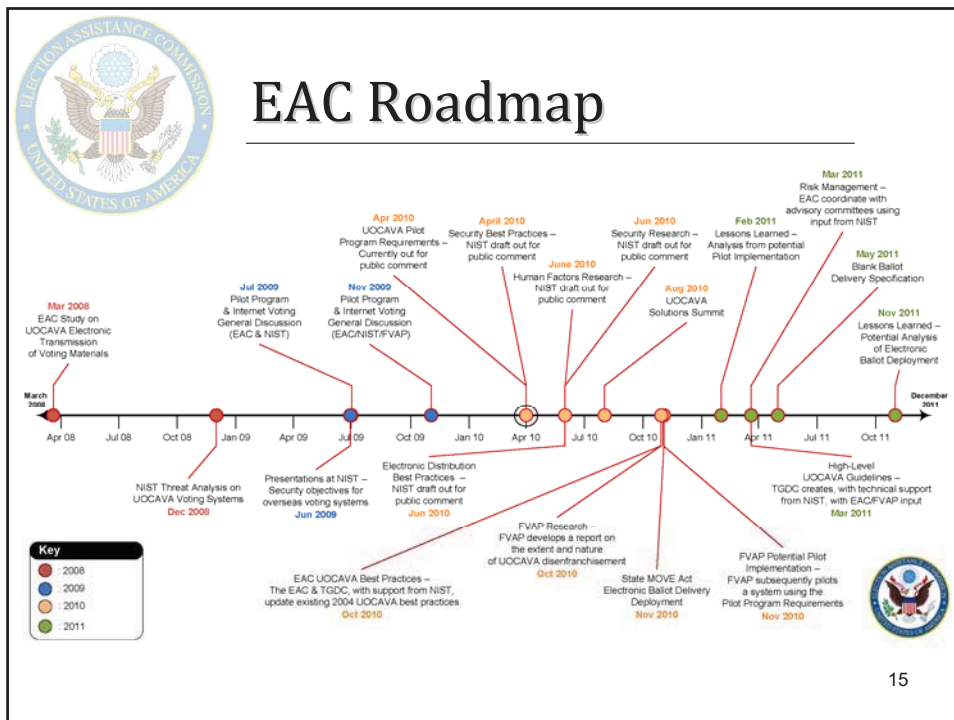 ELECTION ASSISTANCE COMMISSION
UNITED STATES OF AMERICA
EAC Roadmap
Mar 2008
EAC Study on
UOCAVA Electronic
Transmission
of Voting Materials
Jul 2009
Pilot Program
& Internet Voting
General Discussion
(EAC & NIST)
Nov 2009
Pilot Program
& Internet Voting
General Discussion
(EAC/NIST/FVAP)
Apr 2010
UOCAVA Pilot
Program Requirements –
Currently out for
public comment
April 2010
Security Best Practices –
NIST draft out for
public comment
June 2010
Human Factors Research –
NIST draft out for
public comment
Jun 2010
Security Research –
NIST draft out for
public comment
Aug 2010
UOCAVA
Solutions Summit
Feb 2011
Lessons Learned –
Analysis from potential
Pilot Implementation
Mar 2011
Risk Management –
EAC coordinate with
advisory committees using
input from NIST
May 2011
Blank Ballot
Delivery Specification
Nov 2011
Lessons Learned –
Potential Analysis
of Electronic
Ballot Deployment
March
2008
December
2011
Apr 08
Jul 08
Oct 08
Jan 09
Apr 09
Jul 09
Oct 09
Jan 10
Apr 10
Jul 10
Oct 10
Jan 11
Apr 11
Jul 11
Oct 11
NIST Threat Analysis on
UOCAVA Voting Systems
Dec 2008
Presentations at NIST –
Security objectives for
overseas voting systems
Jun 2009
Electronic Distribution
Best Practices –
NIST draft out for
public comment
Jun 2010
EAC UOCAVA Best Practices –
The EAC & TGDC, with support from NIST,
update existing 2004 UOCAVA best practices
Oct 2010
FVAP Research –
FVAP develops a report on
the extent and nature
of UOCAVA disenfranchisement
Oct 2010
State MOVE Act
Electronic Ballot Delivery
Deployment
Nov 2010
FVAP Potential Pilot
Implementation –
FVAP subsequently pilots
a system using the
Pilot Program Requirements
Nov 2010
High-Level
UOCAVA Guidelines –
TGDC creates, with technical support
from NIST, with EAC/FVAP input
Mar 2011
Key
: 2008
: 2009
: 2010
: 2011
ELECTION ASSISTANCE COMMISSION
UNITED STATES OF AMERICA
15